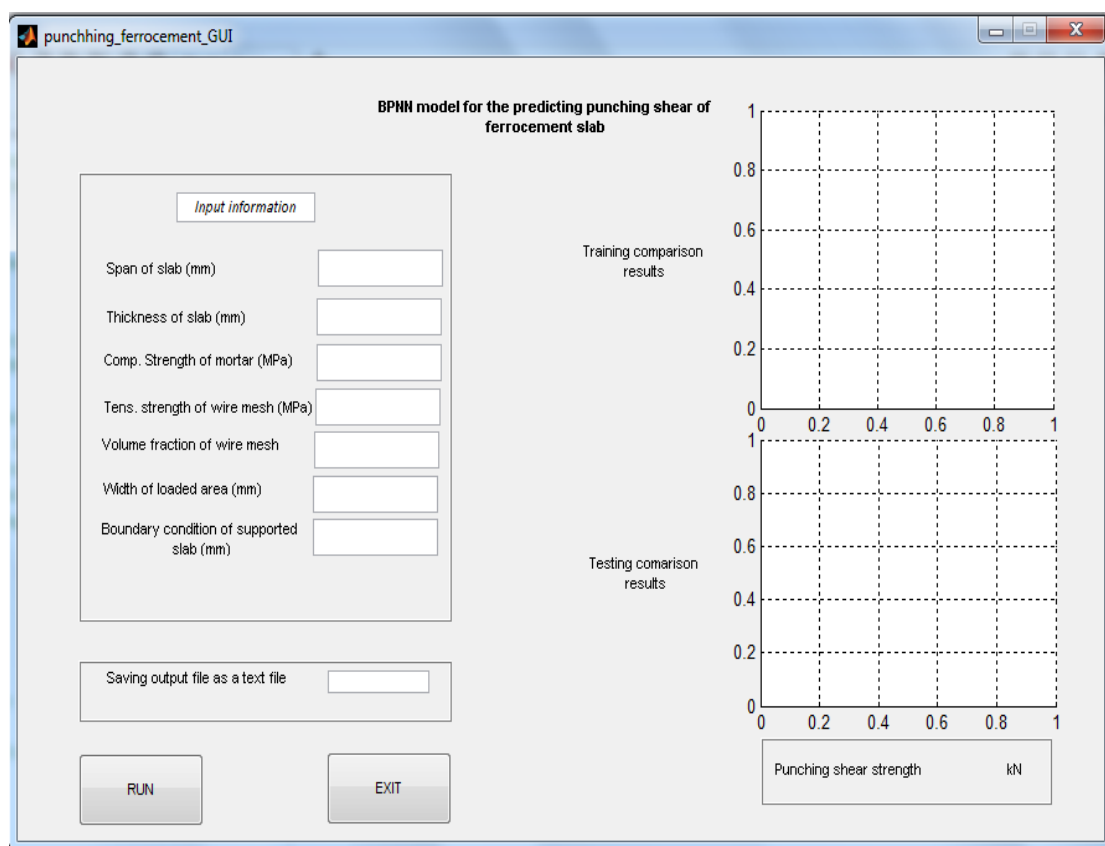 punchhing_ferrocement_GUI
BPNN model for the predicting punching shear of
ferrocement slab
Input information
Span of slab (mm)
Thickness of slab (mm)
Comp. Strength of mortar (MPa)
Tens. strength of wire mesh (MPa)
Volume fraction of wire mesh
Width of loaded area (mm)
Boundary condition of supported
slab (mm)
Saving output file as a text file
RUN
EXIT
Training comparison
results
1
0.8
0.6
0.4
0.2
0
0 0.2 0.4 0.6 0.8 1
Testing comarison
results
1
0.8
0.6
0.4
0.2
0
0 0.2 0.4 0.6 0.8 1
Punching shear strength kN